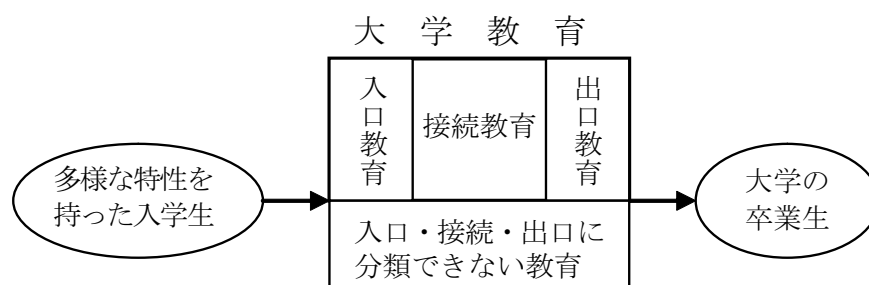 大学教育
入口教育
接続教育
出口教育
多様な特性を
持った入学生
大学の
卒業生
入口・接続・出口に
分類できない教育